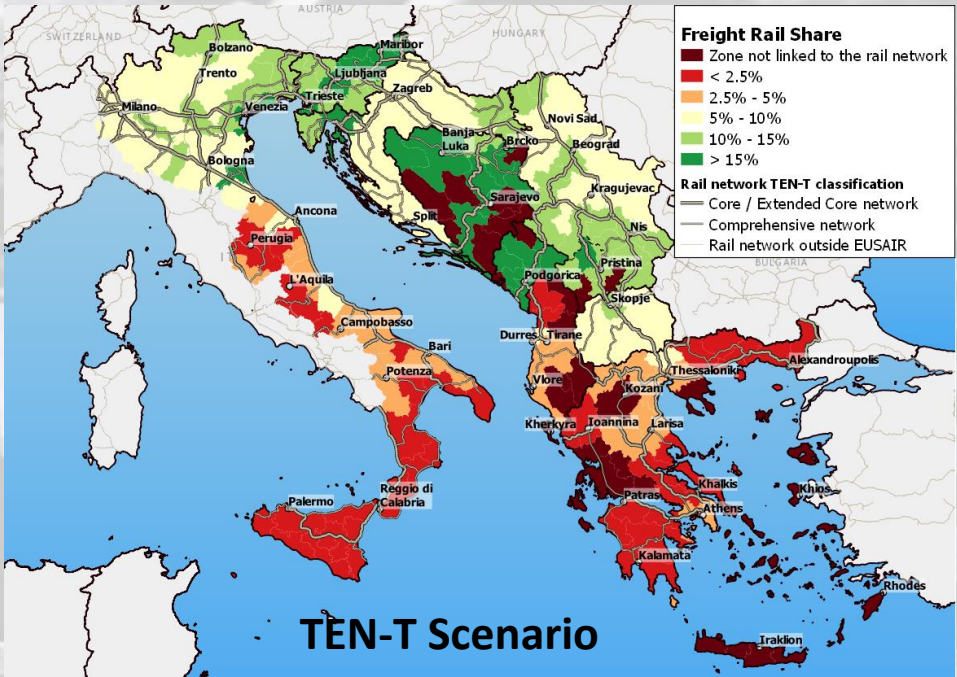 AUSTRIA
SWITZERLAND
HUNGARY
Freight Rail Share
Zone not linked to the rail network
< 2.5%
2.5% - 5%
5% - 10%
10% - 15%
> 15%
Rail network TEN-T classification
Core / Extended Core network
Comprehensive network
Rail network outside EUSAIR
BULGARIA
Bolzano
Maribor
Trento
Ljubljana
Zagreb
Milano
Venezia
Trieste
Novi Sad
Banja
Luka
Brcko
Beograd
Bologna
Kragujevac
Sarajevo
Ancona
Split
Nis
Perugia
Pristina
L'Aquila
Podgorica
Skopje
Campobasso
Durres
Tirane
Bari
Alexandroupolis
Thessaloniki
Potenza
Vlore
Kozani
Kherkyra
Ioannina
Larisa
Reggio di
Calabria
Khalkis
Khios
Palermo
Patras
Athens
Kalamata
Rhodes
TEN-T Scenario
Iraklion